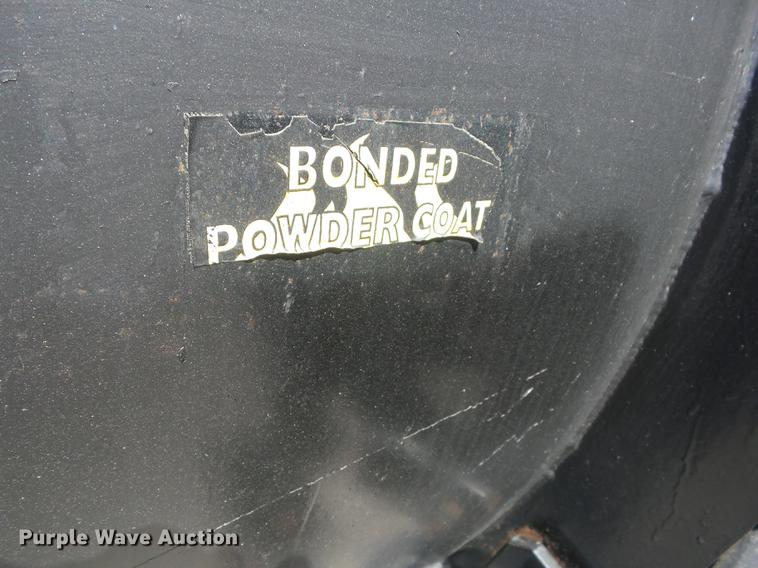 BONDED
POWDER COAT
Purple Wave Auction